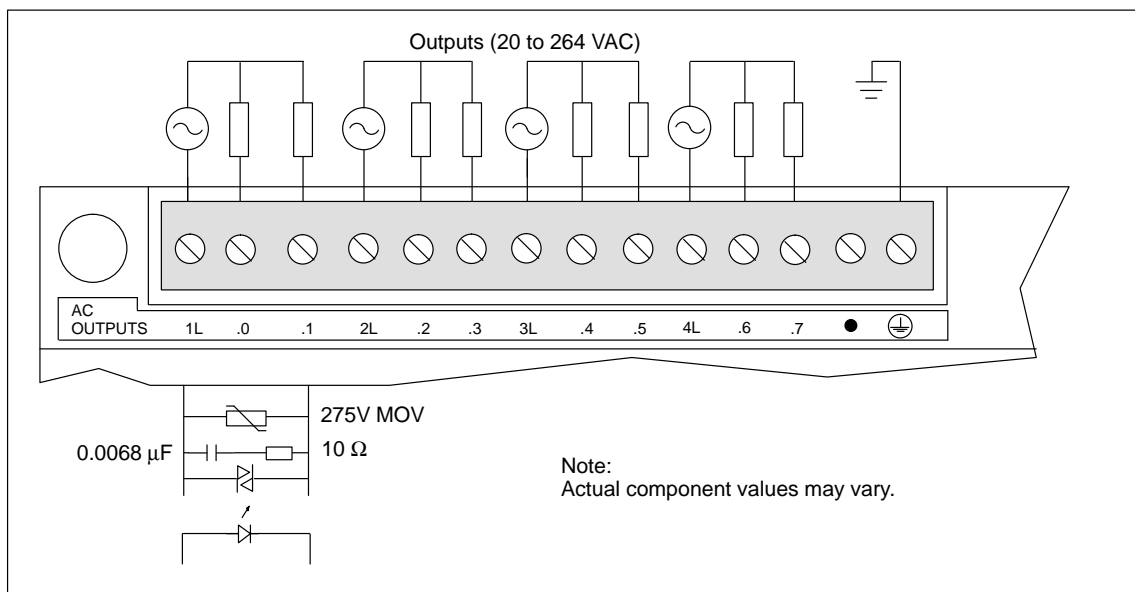 Outputs (20 to 264 VAC)
AC
OUTPUTS 1L .0 .1 2L .2 .3 3L .4 .5 4L .6 .7
275V MOV
0.0068 µF 10 Ω
Note:
Actual component values may vary.